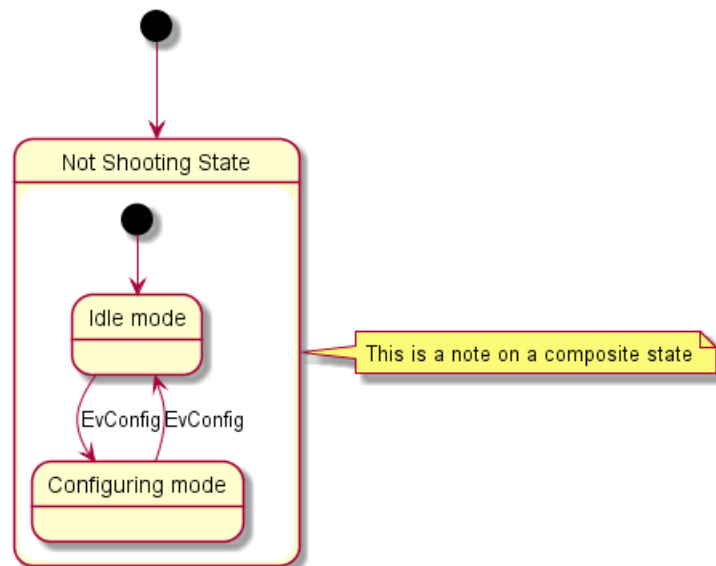 Not Shooting State
Idle mode
This is a note on a composite state
EvConfig EvConfig
Configuring mode